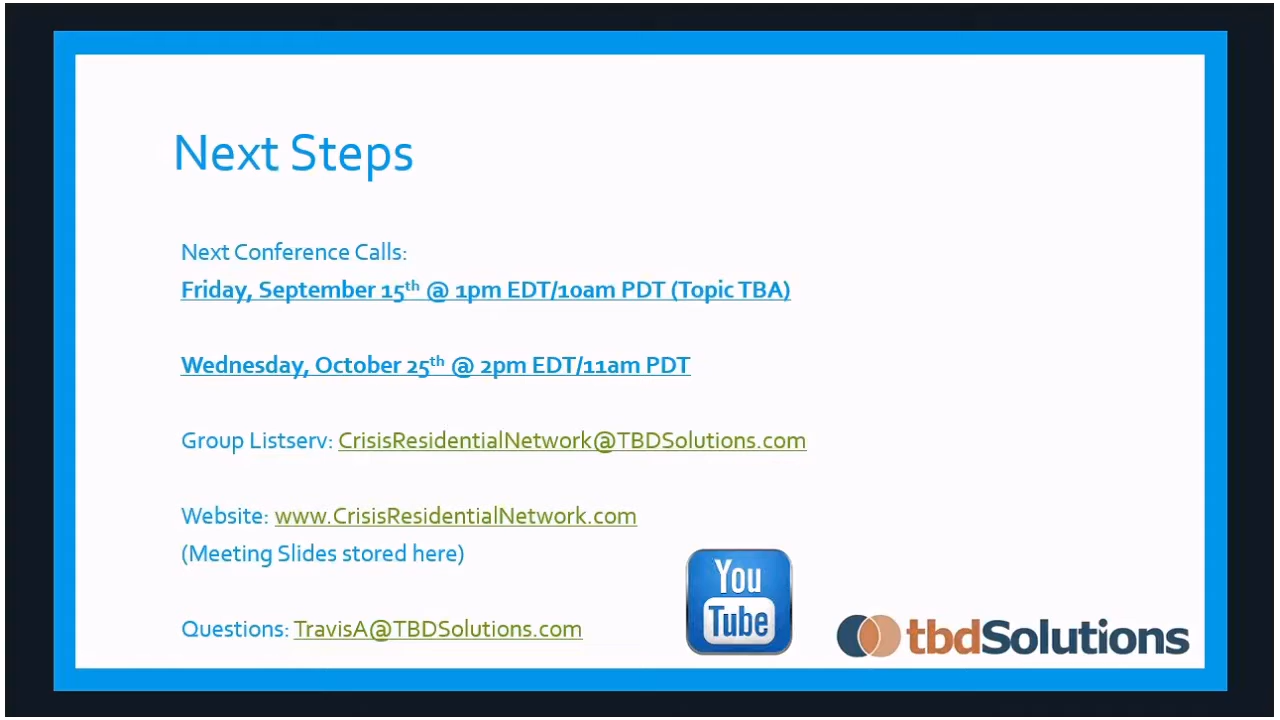 Next Steps
Next Conference Calls:
Friday, September 15th @ 1pm EDT/10am PDT (Topic TBA)
Wednesday, October 25th @ 2pm EDT/11am PDT
Group Listserv: CrisisResidentialNetwork@TBDSolutions.com
Website: www.CrisisResidentialNetwork.com
(Meeting Slides stored here)
Questions: TravisA@TBDSolutions.com
You
Tube
tbdSolutions